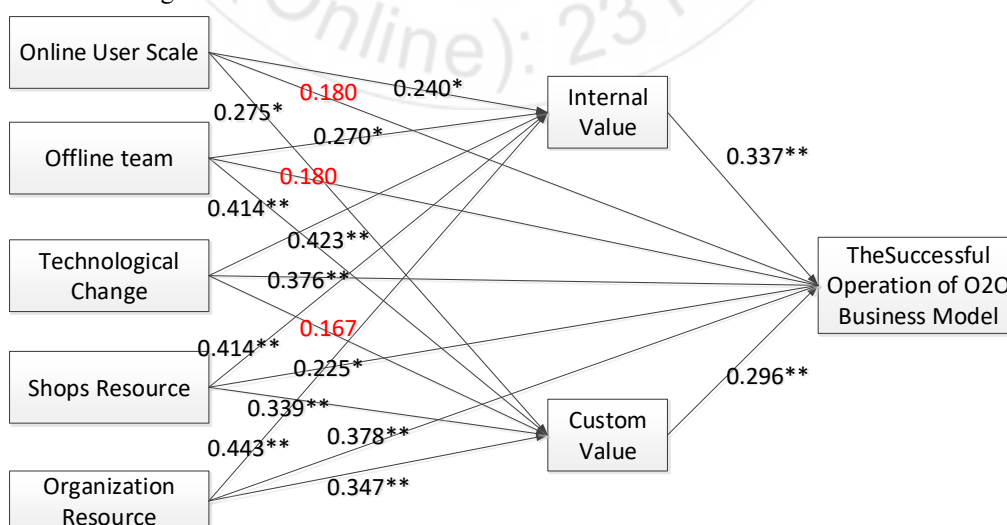 nline): 231
Online User Scale
0.180
0.240*
0.275*
Internal
Value
0.270*
Offline team
0.337**
0.180
0.414**
0.423**
Technological
Change
0.376**
TheSuccessful
Operation of O2O
Business Model
0.167
0.414**
0.225*
Shops Resource
0.296**
0.339**
Custom
Value
0.378**
0.443**
0.347**
Organization
Resource